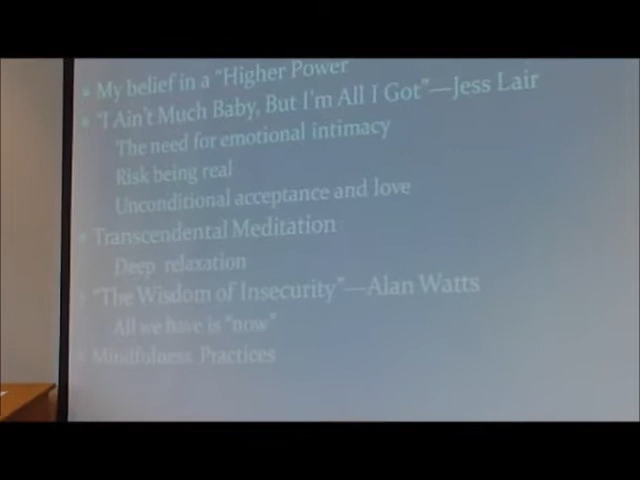 • My belief in a "Higher Power
• "I Ain't Much Baby, But I'm All I Got"—Jess Lair
The need for emotional intimacy
Risk being real
Unconditional acceptance and love
• Transcendental Meditation
Deep relaxation
• "The Wisdom of Insecurity"—Alan Watts
All we have is "now"
• Mindfulness Practices